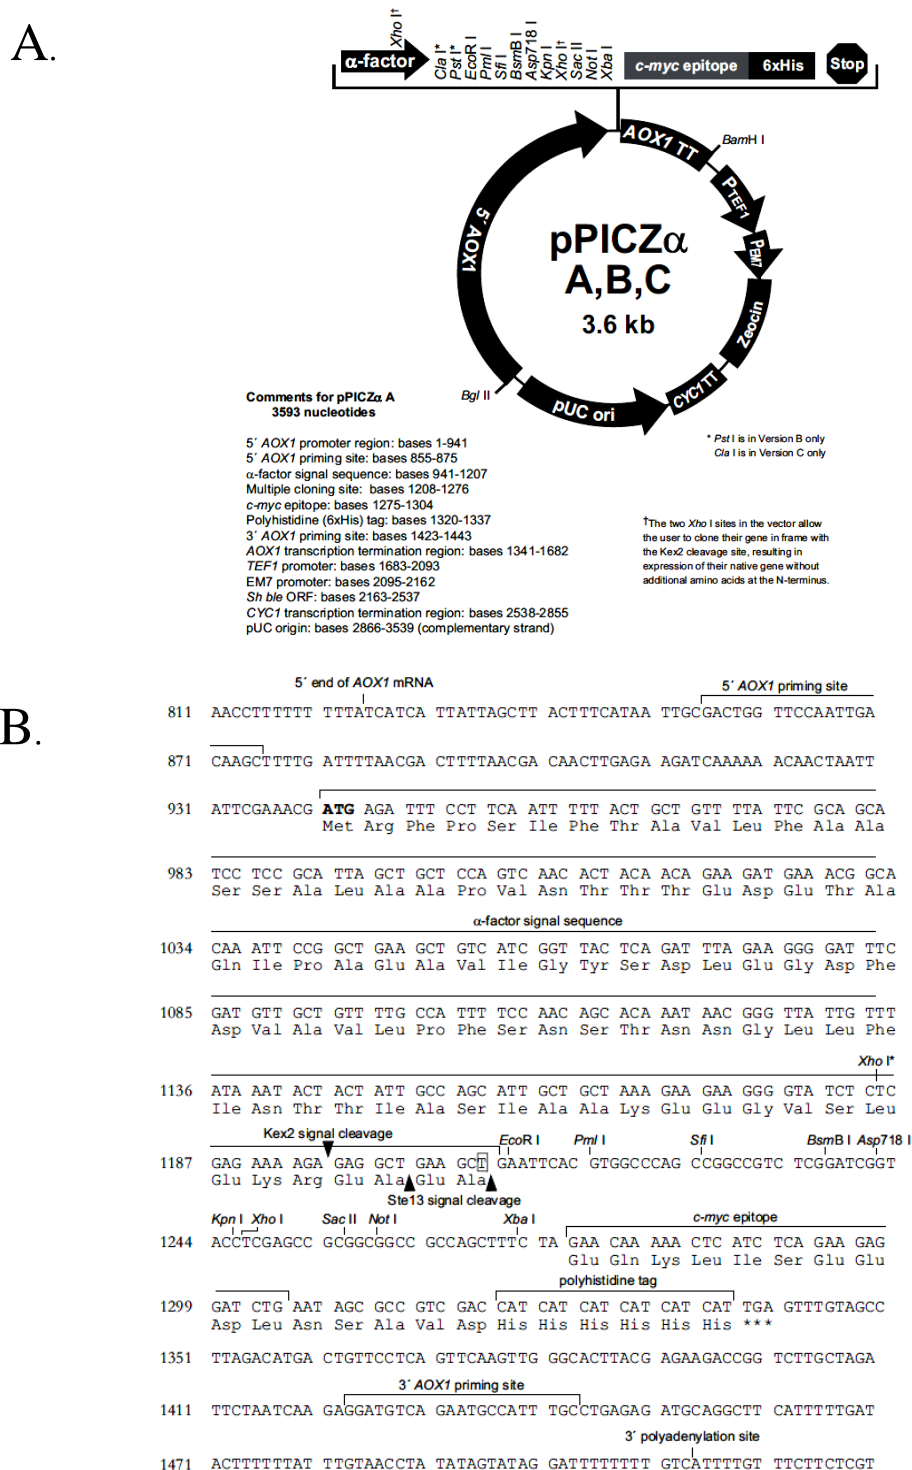 A.
Xho I†
α-factor
Cla I*
Pst I*
EcoR I
Pml I
Sfi I
BsmB I
Asp718 I
Kpn I
Xho I†
Sac II
Not I
Xba I
c-myc epitope
6xHis
Stop
AOX1 TT
BamH I
PTEF1
PEM7
Zeocin
CYC1 TT
pUC ori
Bgl II
5´ AOX1
pPICZα
A,B,C
3.6 kb
Comments for pPICZα A
3593 nucleotides
5´ AOX1 promoter region: bases 1-941
5´ AOX1 priming site: bases 855-875
α-factor signal sequence: bases 941-1207
Multiple cloning site: bases 1208-1276
c-myc epitope: bases 1275-1304
Polyhistidine (6xHis) tag: bases 1320-1337
3´ AOX1 priming site: bases 1423-1443
AOX1 transcription termination region: bases 1341-1682
TEF1 promoter: bases 1683-2093
EM7 promoter: bases 2095-2162
Sh ble ORF: bases 2163-2537
CYC1 transcription termination region: bases 2538-2855
pUC origin: bases 2866-3539 (complementary strand)
* Pst I is in Version B only
Cla I is in Version C only
†The two Xho I sites in the vector allow
the user to clone their gene in frame with
the Kex2 cleavage site, resulting in
expression of their native gene without
additional amino acids at the N-terminus.
B.
5´ end of AOX1 mRNA
5´ AOX1 priming site
811 AACCTTTTTT TTTATCATCA TTATTAGCTT ACTTTCATAA TTGCGACTGG TTCCAATTGA
871 CAAGCTTTTG ATTTTAACGA CTTTTAACGA CAACTTGAGA AGATCAAAAA ACAACTAATT
931 ATTCGAAACG ATG AGA TTT CCT TCA ATT TTT ACT GCT GTT TTA TTC GCA GCA
Met Arg Phe Pro Ser Ile Phe Thr Ala Val Leu Phe Ala Ala
983 TCC TCC GCA TTA GCT GCT CCA GTC AAC ACT ACA ACA GAA GAT GAA ACG GCA
Ser Ser Ala Leu Ala Ala Pro Val Asn Thr Thr Thr Glu Asp Glu Thr Ala
α-factor signal sequence
1034 CAA ATT CCG GCT GAA GCT GTC ATC GGT TAC TCA GAT TTA GAA GGG GAT TTC
Gln Ile Pro Ala Glu Ala Val Ile Gly Tyr Ser Asp Leu Glu Gly Asp Phe
1085 GAT GTT GCT GTT TTG CCA TTT TCC AAC AGC ACA AAT AAC GGG TTA TTG TTT
Asp Val Ala Val Leu Pro Phe Ser Asn Ser Thr Asn Asn Gly Leu Leu Phe
Xho I*
1136 ATA AAT ACT ACT ATT GCC AGC ATT GCT GCT AAA GAA GAA GGG GTA TCT CTC
Ile Asn Thr Thr Ile Ala Ser Ile Ala Ala Lys Glu Glu Gly Val Ser Leu
Kex2 signal cleavage
EcoR I Pml I Sfi I BsmB I Asp718 I
1187 GAG AAA AGA GAG GCT GAA GCT GAATTCAC GTGGCCCAG CCGGCCGTC TCGGATCGGT
Glu Lys Arg Glu Ala Glu Ala
Ste13 signal cleavage
Kpn I Xho I Sac II Not I Xba I c-myc epitope
1244 ACCTCGAGCC GCGGCGGCC GCCAGCTTTC TA GAA CAA AAA CTC ATC TCA GAA GAG
Glu Gln Lys Leu Ile Ser Glu Glu
polyhistidine tag
1299 GAT CTG AAT AGC GCC GTC GAC CAT CAT CAT CAT CAT CAT TGA GTTTGTAGCC
Asp Leu Asn Ser Ala Val Asp His His His His His His ***
1351 TTAGACATGA CTGTTCCTCA GTTCAAGTTG GGCACTTACG AGAAGACCGG TCTTGCTAGA
3´ AOX1 priming site
1411 TTCTAATCAA GAGGATGTCA GAATGCCATT TGCCTGAGAG ATGCAGGCTT CATTTTTGAT
3´ polyadenylation site
1471 ACTTTTTTAT TTGTAACCTA TATAGTATAG GATTTTTTTT GTCATTTTGT TTCTTCTCGT